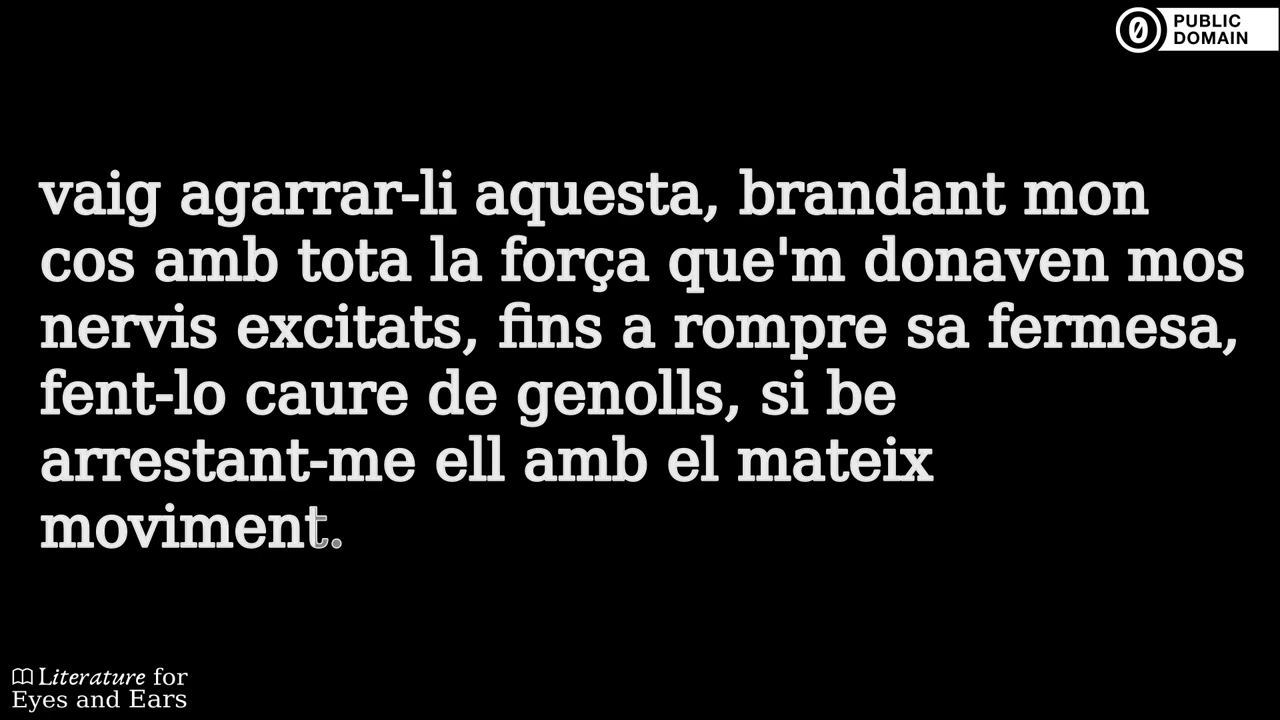 PUBLIC
DOMAIN
vaig agarrar-li aquesta, brandant mon
cos amb tota la força que'm donaven mos
nervis excitats, fins a rompre sa fermesa,
fent-lo caure de genolls, si be
arrestant-me ell amb el mateix
moviment.
Literature for
Eyes and Ears